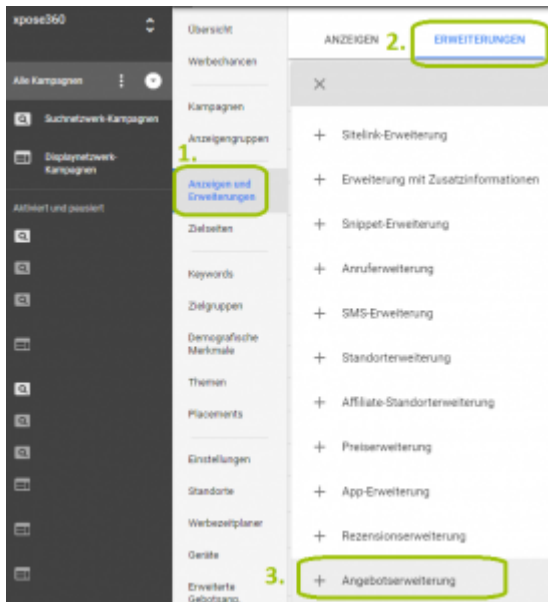 xpose360
Alle Kampagnen
Suchnetzwerk-Kampagnen
Displaynetzwerk-
Kampagnen
Aktiviert und pausiert
Übersicht
Werbechancen
Kampagnen
Anzeigengruppen
1.
Anzeigen und
Erweiterungen
Zielseiten
Keywords
Zielgruppen
Demografische
Merkmale
Themen
Placements
Einstellungen
Standorte
Werbezeitplaner
Geräte
Erweiterte
Gebotsanp.
ANZEIGEN
2.
ERWEITERUNGEN
Sitelink-Erweiterung
Erweiterung mit Zusatzinformationen
Snippet-Erweiterung
Anruferweiterung
SMS-Erweiterung
Standorterweiterung
Affiliate-Standorterweiterung
Preiserweiterung
App-Erweiterung
Rezensionserweiterung
3.
Angebotserweiterung